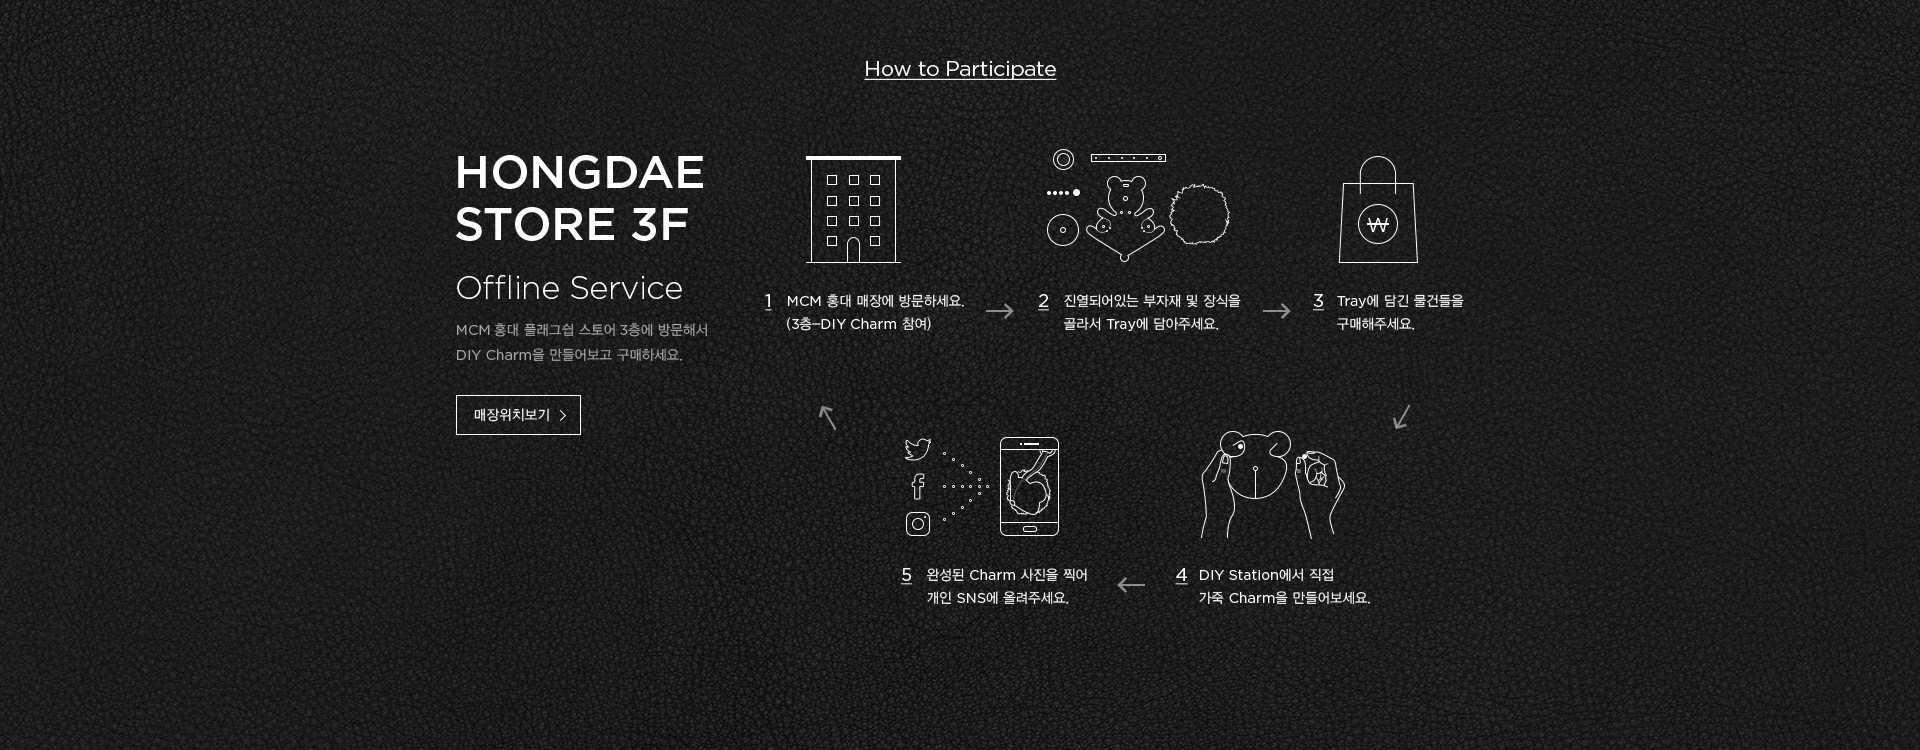 How to Participate
HONGDAE
STORE 3F
Offline Service
MCM 홍대 플래그쉽 스토어 3층에 방문해서
DIY Charm을 만들어보고 구매하세요.
매장위치보기 >
1 MCM 홍대 매장에 방문하세요.
(3층-DIY Charm 참여)
2 진열되어있는 부자재 및 장식을
골라서 Tray에 담아주세요.
₩
3 Tray에 담긴 물건들을
구매해주세요.
4 DIY Station에서 직접
가죽 Charm을 만들어보세요.
5 완성된 Charm 사진을 찍어
개인 SNS에 올려주세요.